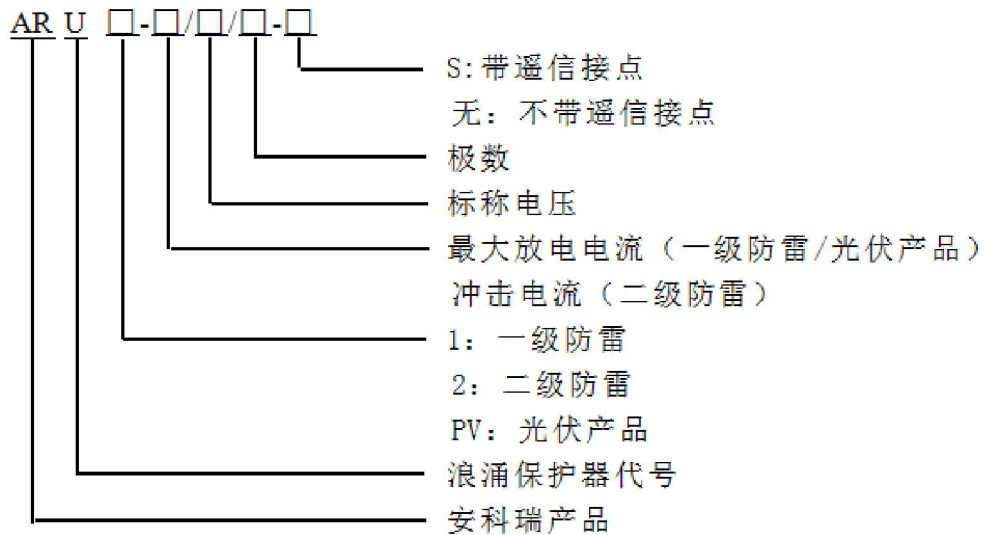 AR U □-□/□/□-□
S:带遥信接点
无：不带遥信接点
极数
标称电压
最大放电电流（一级防雷/光伏产品）
冲击电流（二级防雷）
1：一级防雷
2：二级防雷
PV：光伏产品
浪涌保护器代号
安科瑞产品